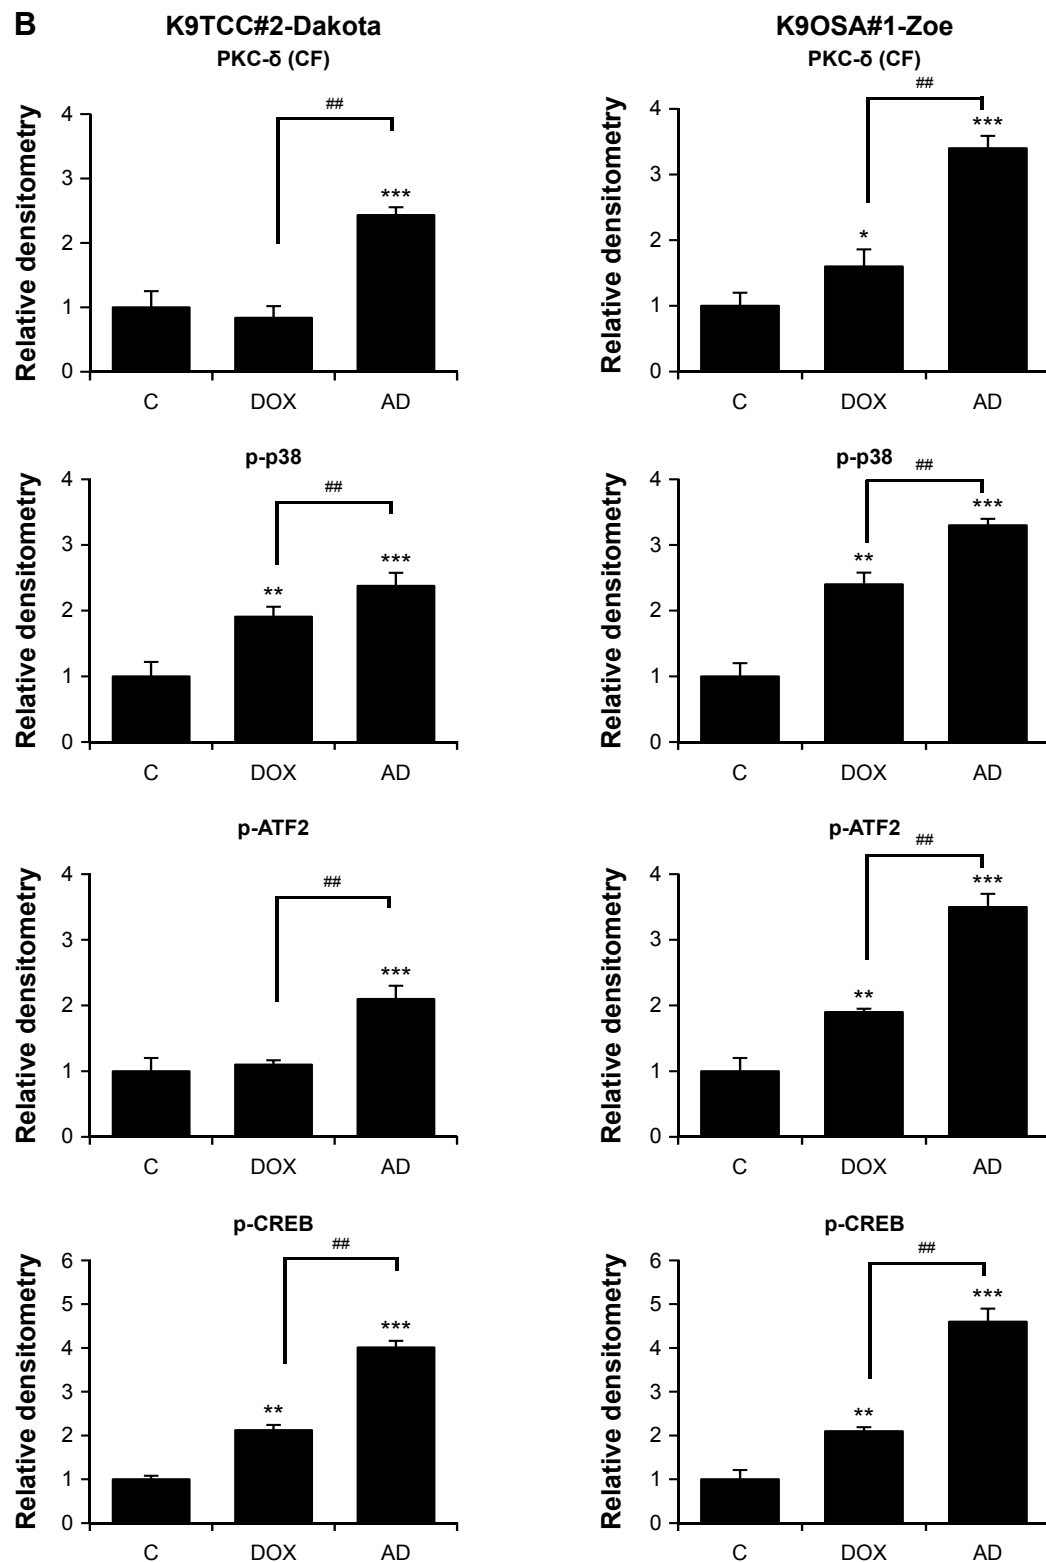 B
K9TCC#2-Dakota
K9OSA#1-Zoe
PKC-δ (CF)
Relative densitometry
4
3
2
1
0
##
***
C
DOX
AD
PKC-δ (CF)
Relative densitometry
4
3
2
1
0
##
*
***
C
DOX
AD
p-p38
Relative densitometry
4
3
2
1
0
##
**
***
C
DOX
AD
p-p38
Relative densitometry
4
3
2
1
0
##
**
***
C
DOX
AD
p-ATF2
Relative densitometry
4
3
2
1
0
##
***
C
DOX
AD
p-ATF2
Relative densitometry
4
3
2
1
0
##
**
***
C
DOX
AD
p-CREB
Relative densitometry
6
5
4
3
2
1
0
##
**
***
C
DOX
AD
p-CREB
Relative densitometry
6
5
4
3
2
1
0
##
**
***
C
DOX
AD